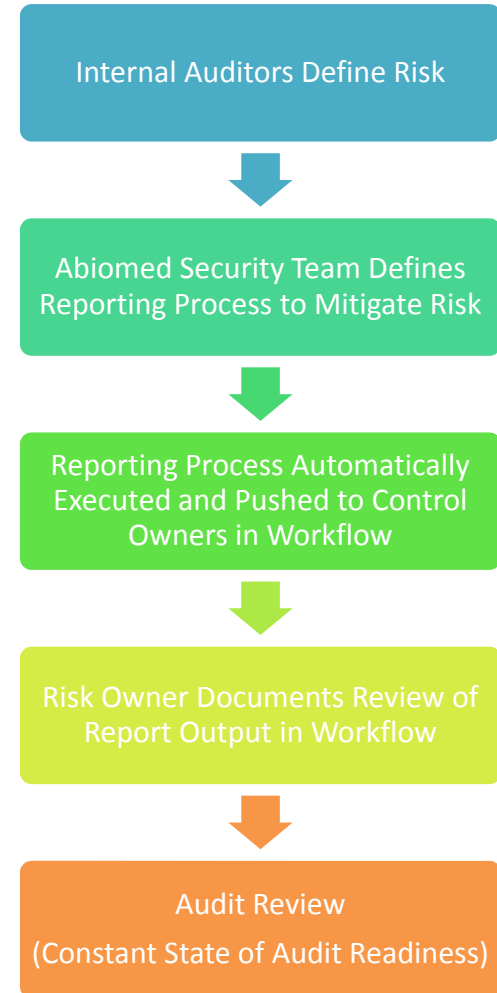 Internal Auditors Define Risk
Abiomed Security Team Defines
Reporting Process to Mitigate Risk
Reporting Process Automatically
Executed and Pushed to Control
Owners in Workflow
Risk Owner Documents Review of
Report Output in Workflow
Audit Review
(Constant State of Audit Readiness)